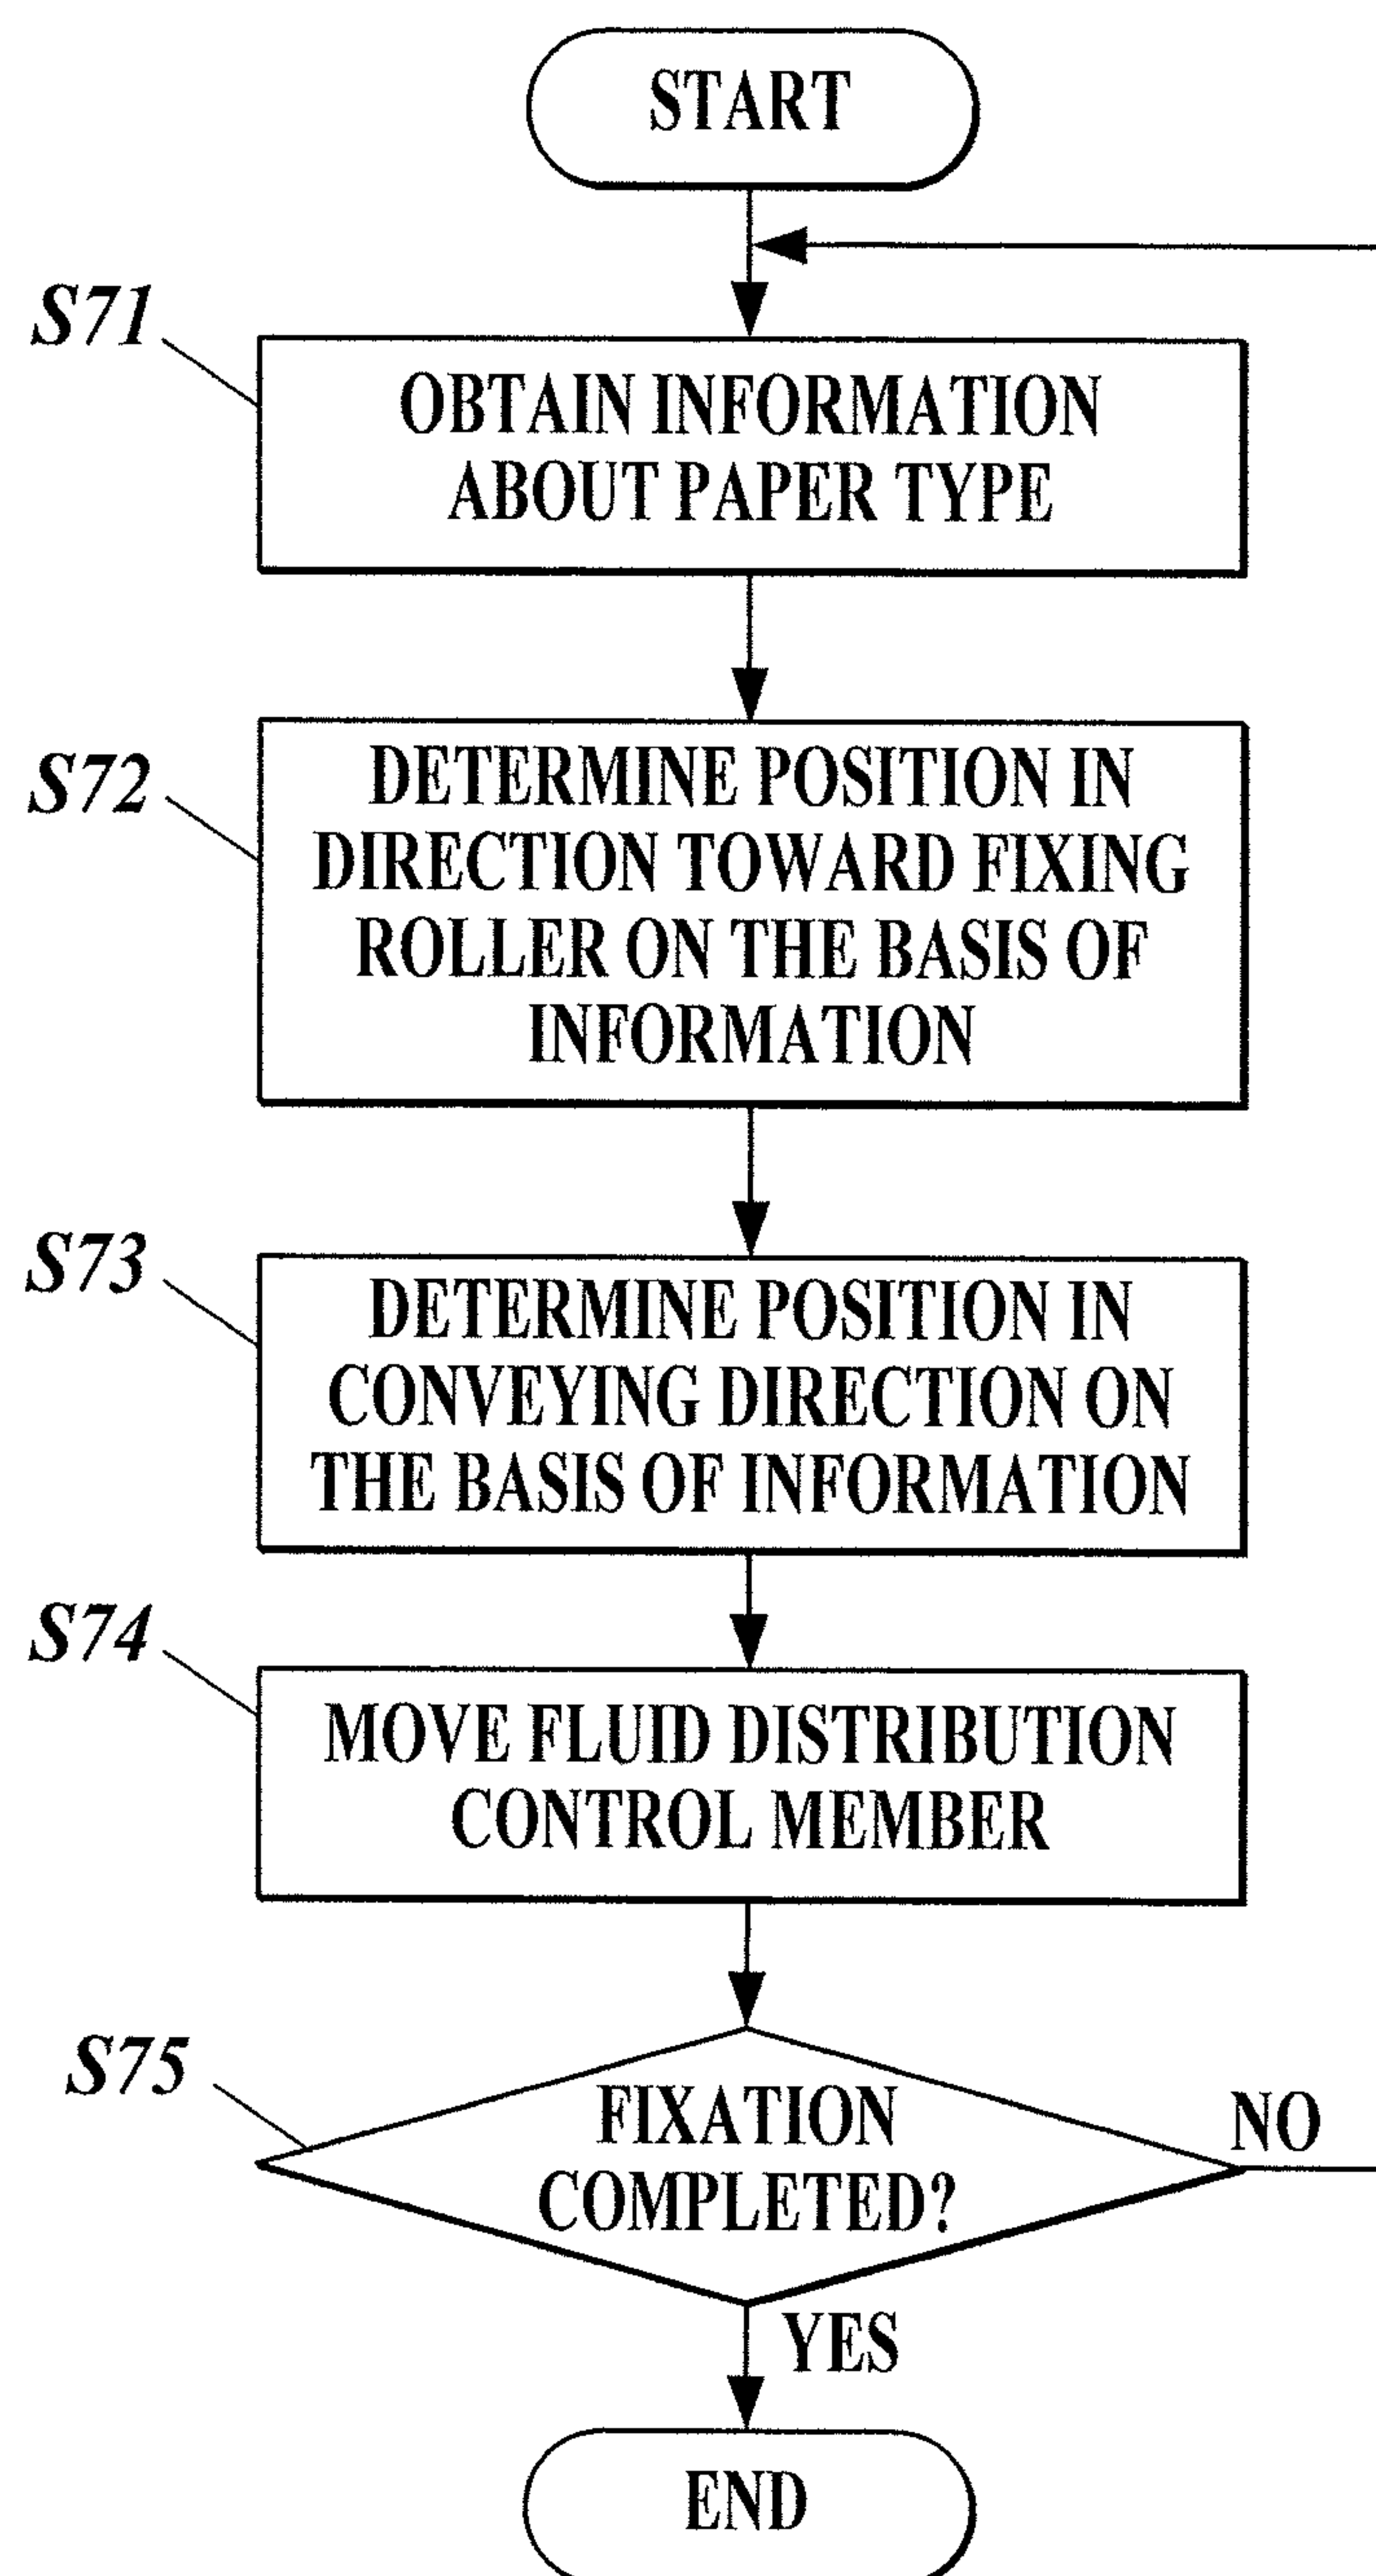 START
S71
OBTAIN INFORMATION
ABOUT PAPER TYPE
S72
DETERMINE POSITION IN
DIRECTION TOWARD FIXING
ROLLER ON THE BASIS OF
INFORMATION
S73
DETERMINE POSITION IN
CONVEYING DIRECTION ON
THE BASIS OF INFORMATION
S74
MOVE FLUID DISTRIBUTION
CONTROL MEMBER
S75
FIXATION
COMPLETED?
NO
YES
END